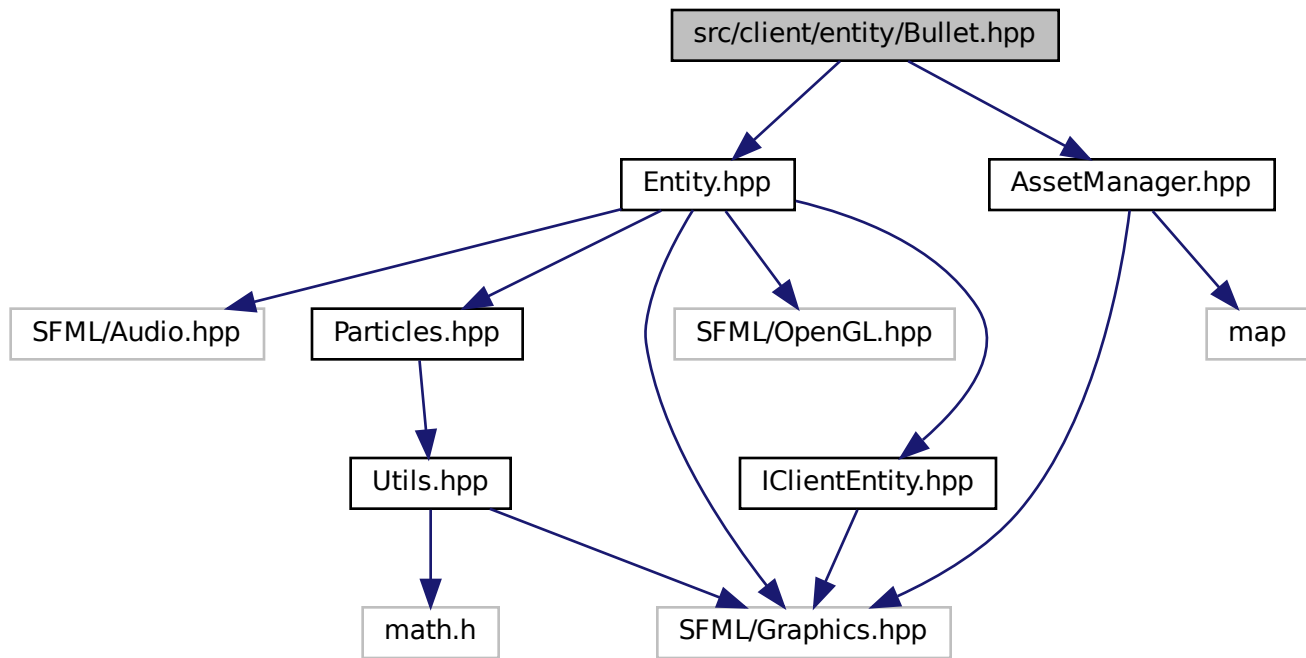 src/client/entity/Bullet.hpp
Entity.hpp
AssetManager.hpp
SFML/Audio.hpp
Particles.hpp
SFML/OpenGL.hpp
map
Utils.hpp
IClientEntity.hpp
math.h
SFML/Graphics.hpp